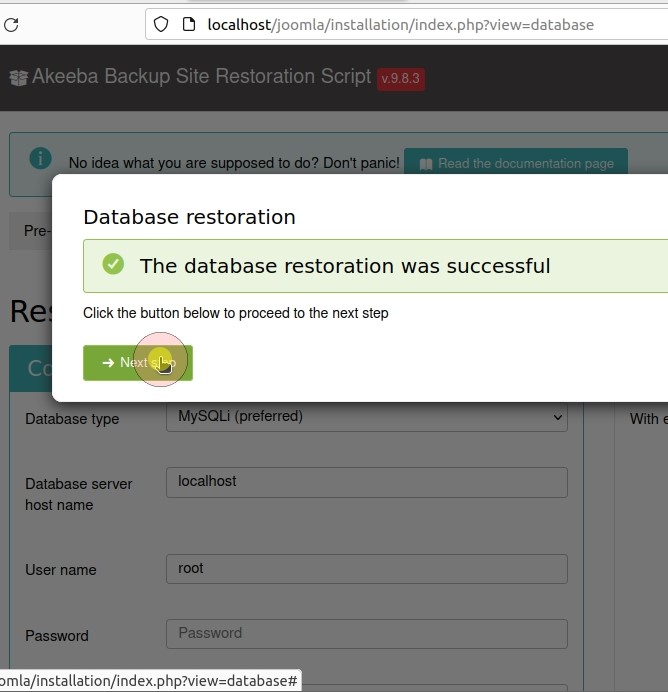 localhost/joomla/installation/index.php?view=database
Akeeba Backup Site Restoration Script v.9.8.3
No idea what you are supposed to do? Don't panic! Read the documentation page
Pre-
Database restoration
The database restoration was successful
Click the button below to proceed to the next step
Next step
Res
Co
Database type MySQLi (preferred)
With e
Database server
host name
localhost
User name root
Password Password
omla/installation/index.php?view=database#